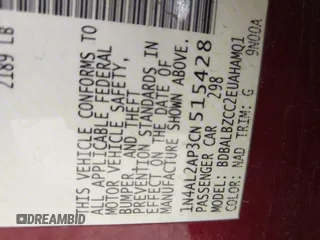 2189 LB
THIS VEHICLE CONFORMS TO
ALL APPLICABLE FEDERAL
MOTOR VEHICLE SAFETY,
BUMPER, AND THEFT
PREVENTION STANDARDS IN
EFFECT ON THE DATE OF
MANUFACTURE SHOWN ABOVE.
1N4AL2AP3CN515428
PASSENGER CAR 298
MODEL: BDBALBZCC2EUAHAMQ1
COLOR: NAD TRIM: G 9N00A
DREAMBID